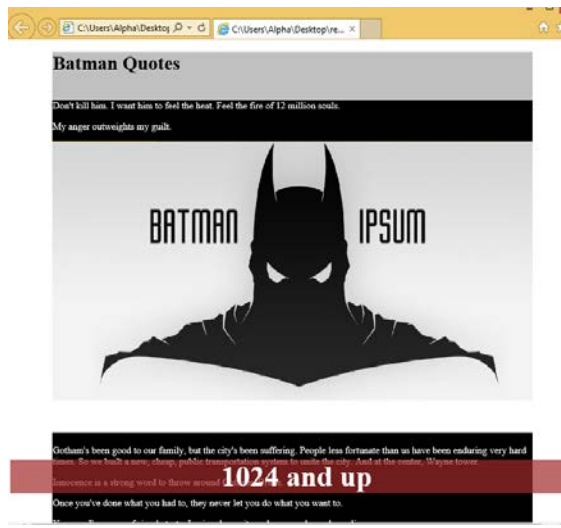 C:\Users\Alpha\Desktop
C:\Users\Alpha\Desktop\re...
Batman Quotes
Don't kill him. I want him to feel the heat. Feel the fire of 12 million souls.
My anger outweights my guilt.
BATMAN IPSUM
Gotham's been good to our family, but the city's been suffering. People less fortunate than us have been enduring very hard
times. So we built a new, cheap, public transportation system to unite the city. And at the center, Wayne tower.
Innocence is a strong word to throw around
1024 and up
Once you've done what you had to, they never let you do what you want to.